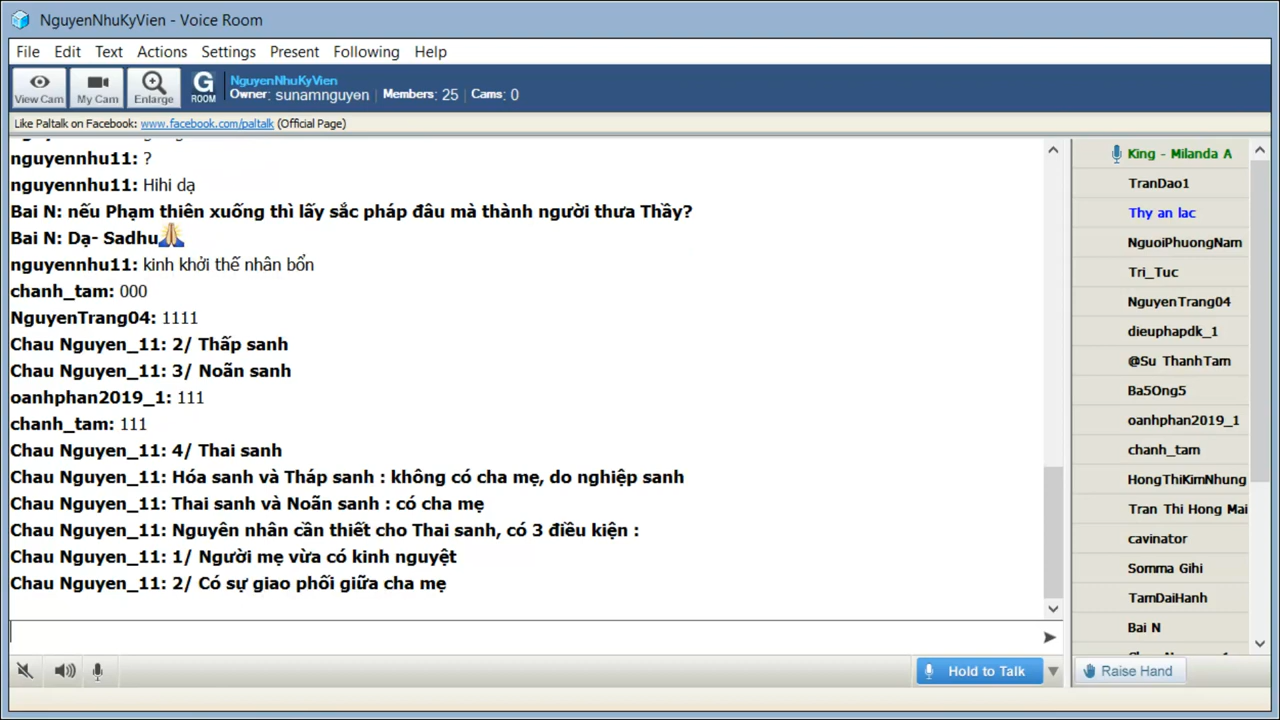 NguyenNhuKyVien - Voice Room
File Edit Text Actions Settings Present Following Help
View Cam
My Cam
Enlarge
G ROOM
NguyenNhuKyVien
Owner: sunamnguyen | Members: 25 | Cams: 0
Like Paltalk on Facebook: www.facebook.com/paltalk (Official Page)
nguyennhu11: ?
nguyennhu11: Hihi dạ
Bai N: nếu Phạm thiên xuống thì lấy sắc pháp đâu mà thành người thưa Thầy?
Bai N: Dạ- Sadhu
nguyennhu11: kinh khởi thế nhân bổn
chanh_tam: 000
NguyenTrang04: 1111
Chau Nguyen_11: 2/ Thấp sanh
Chau Nguyen_11: 3/ Noãn sanh
oanhphan2019_1: 111
chanh_tam: 111
Chau Nguyen_11: 4/ Thai sanh
Chau Nguyen_11: Hóa sanh và Tháp sanh : không có cha mẹ, do nghiệp sanh
Chau Nguyen_11: Thai sanh và Noãn sanh : có cha mẹ
Chau Nguyen_11: Nguyên nhân cần thiết cho Thai sanh, có 3 điều kiện :
Chau Nguyen_11: 1/ Người mẹ vừa có kinh nguyệt
Chau Nguyen_11: 2/ Có sự giao phối giữa cha mẹ
King - Milanda A
TranDao1
Thy an lac
NguoiPhuongNam
Tri_Tuc
NguyenTrang04
dieuphapdk_1
@Su ThanhTam
Ba5Ong5
oanhphan2019_1
chanh_tam
HongThiKimNhung
Tran Thi Hong Mai
cavinator
Somma Gihi
TamDaiHanh
Bai N
Hold to Talk
Raise Hand